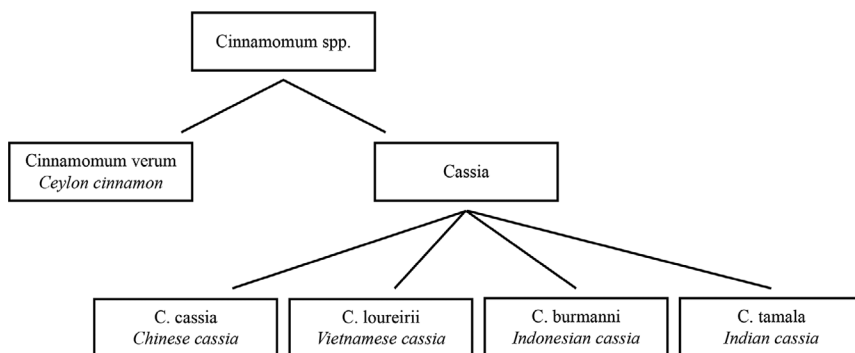 Cinnamomum spp.
Cinnamomum verum
Ceylon cinnamon
Cassia
C. cassia
Chinese cassia
C. loureirii
Vietnamese cassia
C. burmanni
Indonesian cassia
C. tamala
Indian cassia